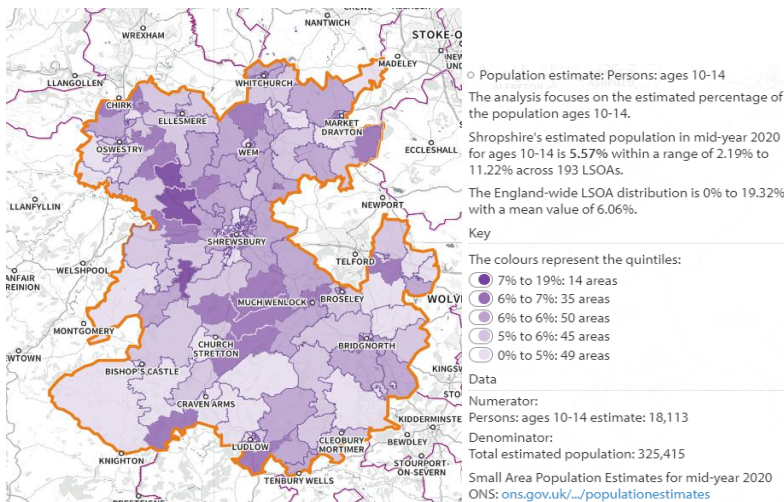 WREXHAM
NANTWICH
CREWE
STOKE-O
MADELEY
LLANGOLLEN
CHIRK
WHITCHURCH
ELLESMERE
MARKET
DRAYTON
OSWESTRY
WEM
ECCLESHALL
LLANFYLLIN
NEWPORT
SHREWSBURY
TELFORD
WELSHPOOL
ANFAIR
REINION
MUCH WENLOCK
BROSELEY
WOLV
MONTGOMERY
CHURCH
STRETTON
BRIDGNORTH
EWTOWN
BISHOP'S CASTLE
KINGS
CRAVEN ARMS
KIDDERMINSTE
LUDLOW
CLEOBURY
MORTIMER
BEWDLEY
KNIGHTON
STOURPORT
-ON-SEVERN
TENBURY WELLS
Population estimate: Persons: ages 10-14
The analysis focuses on the estimated percentage of
the population ages 10-14.
Shropshire's estimated population in mid-year 2020
for ages 10-14 is 5.57% within a range of 2.19% to
11.22% across 193 LSOAs.
The England-wide LSOA distribution is 0% to 19.32%
with a mean value of 6.06%.
Key
The colours represent the quintiles:
7% to 19%: 14 areas
6% to 7%: 35 areas
6% to 6%: 50 areas
5% to 6%: 45 areas
0% to 5%: 49 areas
Data
Numerator:
Persons: ages 10-14 estimate: 18,113
Denominator:
Total estimated population: 325,415
Small Area Population Estimates for mid-year 2020
ONS: ons.gov.uk/.../populationestimates